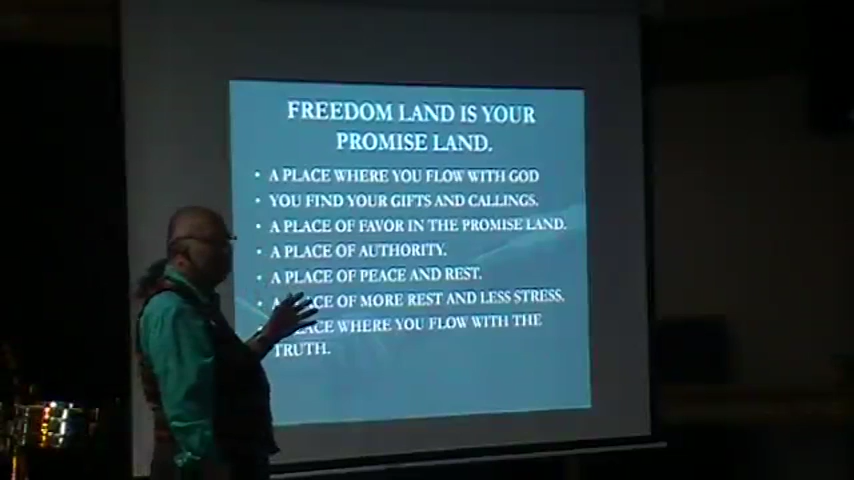 FREEDOM LAND IS YOUR
PROMISE LAND.
• A PLACE WHERE YOU FLOW WITH GOD
• YOU FIND YOUR GIFTS AND CALLINGS.
• A PLACE OF FAVOR IN THE PROMISE LAND.
• A PLACE OF AUTHORITY.
• A PLACE OF PEACE AND REST.
• A PLACE OF MORE REST AND LESS STRESS.
PLACE WHERE YOU FLOW WITH THE
TRUTH.